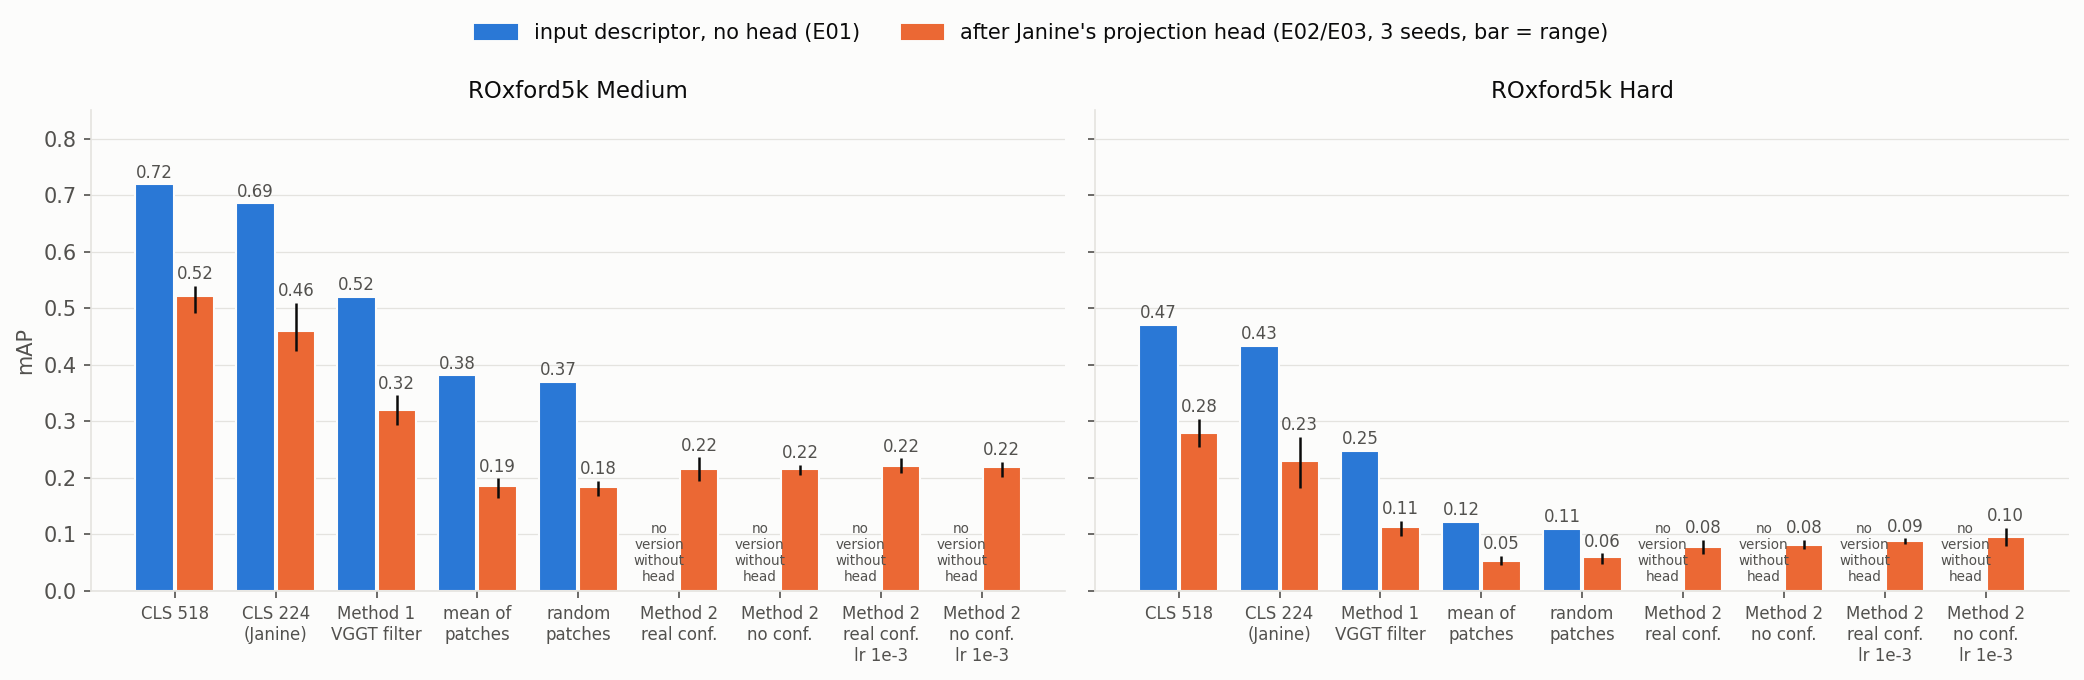 input descriptor, no head (E01)
after Janine's projection head (E02/E03, 3 seeds, bar = range)
ROxford5k Medium
mAP
0.8
0.7
0.6
0.5
0.4
0.3
0.2
0.1
0.0
0.72
0.52
0.69
0.46
0.52
0.32
0.38
0.19
0.37
0.18
no
version
without
head
0.22
no
version
without
head
0.22
no
version
without
head
0.22
no
version
without
head
0.22
CLS 518
CLS 224
(Janine)
Method 1
VGGT filter
mean of
patches
random
patches
Method 2
real conf.
Method 2
no conf.
Method 2
real conf.
lr 1e-3
Method 2
no conf.
lr 1e-3
ROxford5k Hard
0.47
0.28
0.43
0.23
0.25
0.11
0.12
0.05
0.11
0.06
no
version
without
head
0.08
no
version
without
head
0.08
no
version
without
head
0.09
no
version
without
head
0.10
CLS 518
CLS 224
(Janine)
Method 1
VGGT filter
mean of
patches
random
patches
Method 2
real conf.
Method 2
no conf.
Method 2
real conf.
lr 1e-3
Method 2
no conf.
lr 1e-3